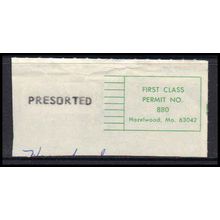 PRESORTED
FIRST CLASS
PERMIT NO.
880
Hazelwood, Mo. 63042